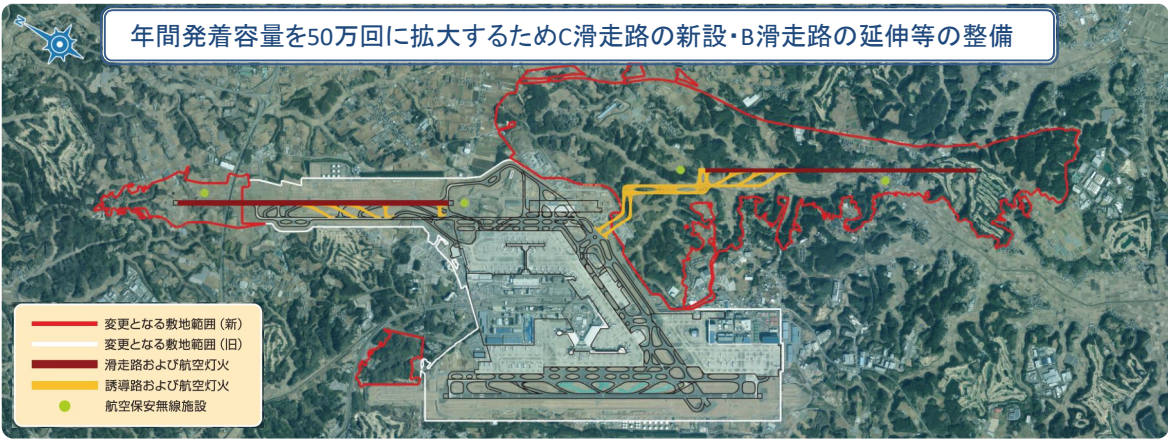 N
年間発着容量を50万回に拡大するためC滑走路の新設・B滑走路の延伸等の整備
変更となる敷地範囲（新）
変更となる敷地範囲（旧）
滑走路および航空灯火
誘導路および航空灯火
航空保安無線施設